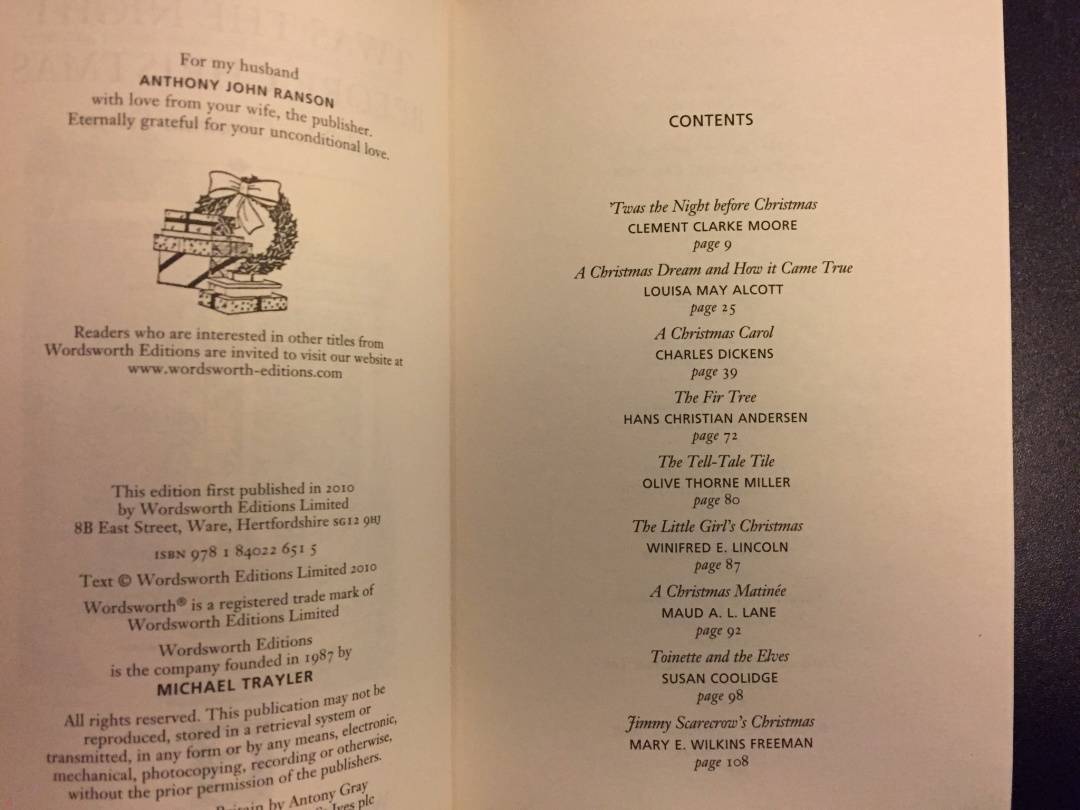 For my husband
ANTHONY JOHN RANSON
with love from your wife, the publisher.
Eternally grateful for your unconditional love.
Readers who are interested in other titles from
Wordsworth Editions are invited to visit our website at
www.wordsworth-editions.com
This edition first published in 2010
by Wordsworth Editions Limited
8B East Street, Ware, Hertfordshire SG12 9HJ
ISBN 978 1 84022 651 5
Text © Wordsworth Editions Limited 2010
Wordsworth® is a registered trade mark of
Wordsworth Editions Limited
Wordsworth Editions
is the company founded in 1987 by
MICHAEL TRAYLER
All rights reserved. This publication may not be
reproduced, stored in a retrieval system or
transmitted, in any form or by any means, electronic,
mechanical, photocopying, recording or otherwise,
without the prior permission of the publishers.
Britain by Antony Gray
Ives plc
CONTENTS
'Twas the Night before Christmas
CLEMENT CLARKE MOORE
page 9
A Christmas Dream and How it Came True
LOUISA MAY ALCOTT
page 25
A Christmas Carol
CHARLES DICKENS
page 39
The Fir Tree
HANS CHRISTIAN ANDERSEN
page 72
The Tell-Tale Tile
OLIVE THORNE MILLER
page 80
The Little Girl's Christmas
WINIFRED E. LINCOLN
page 87
A Christmas Matinée
MAUD A. L. LANE
page 92
Toinette and the Elves
SUSAN COOLIDGE
page 98
Jimmy Scarecrow's Christmas
MARY E. WILKINS FREEMAN
page 108